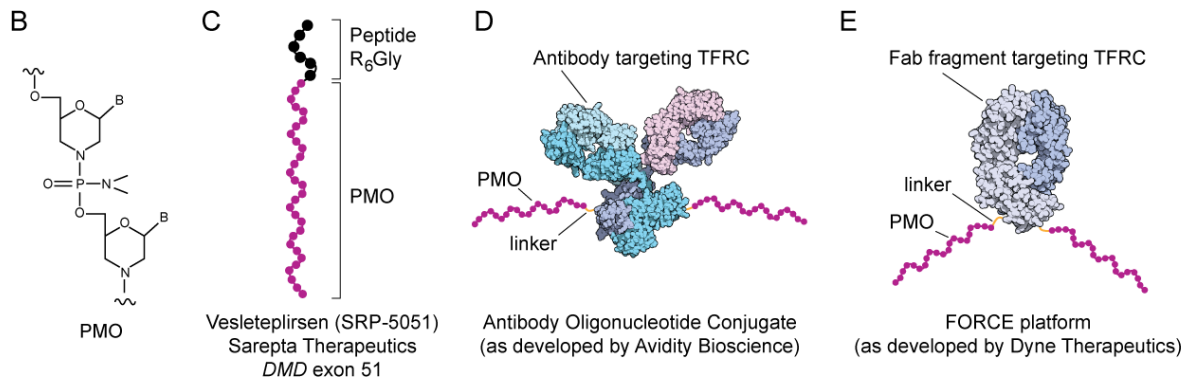 B
O
O
B
N
O=P-N
O
O
B
N
PMO
C
Peptide
R₆Gly
PMO
Vesleteplirsen (SRP-5051)
Sarepta Therapeutics
DMD exon 51
D
Antibody targeting TFRC
PMO
linker
Antibody Oligonucleotide Conjugate
(as developed by Avidity Bioscience)
E
Fab fragment targeting TFRC
linker
PMO
FORCE platform
(as developed by Dyne Therapeutics)